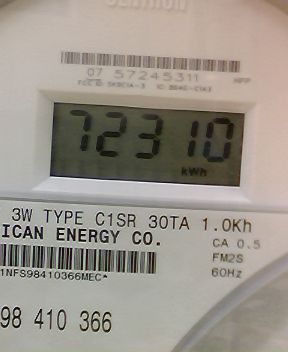 CENTRON
07 57245311
72310
kWh
3W TYPE C1SR 30TA 1.0Kh
ICAN ENERGY CO.
CA 0.5
FM2S
60Hz
1NFS98410366MEC*
98 410 366